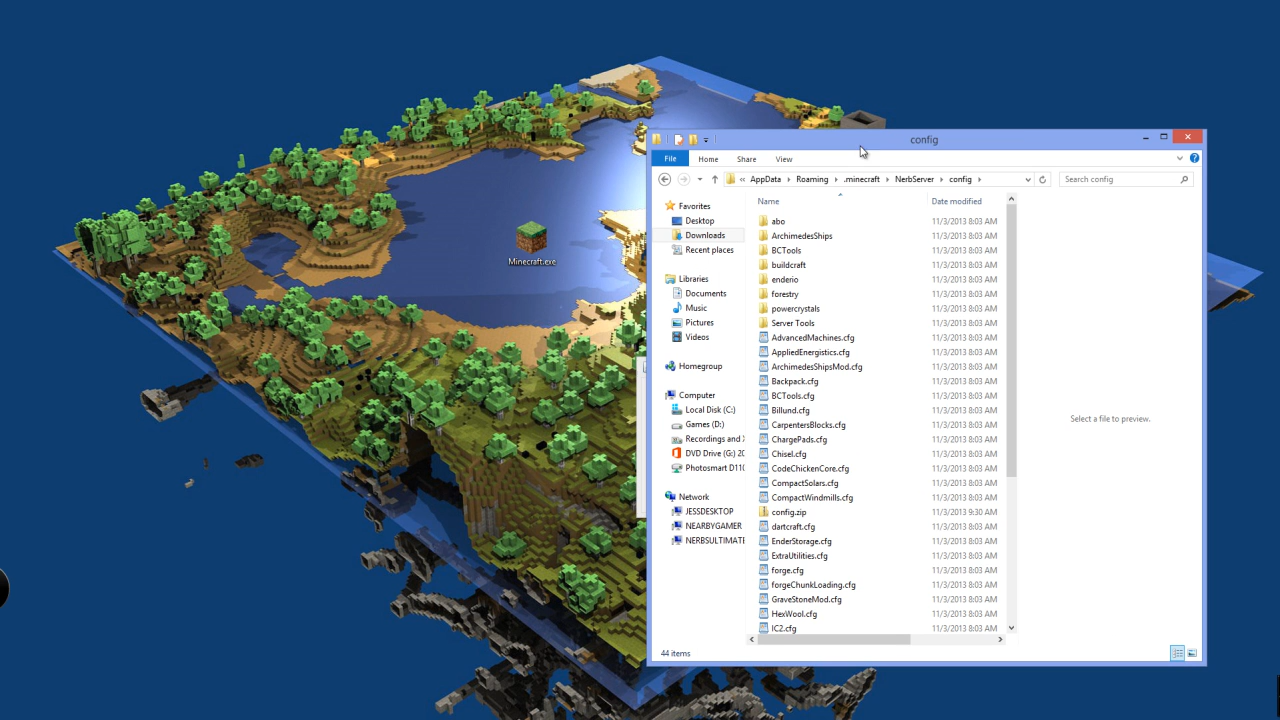 Minecraft.exe
config
File Home Share View
« AppData Roaming .minecraft NerbServer config
Search config
Favorites
Desktop
Downloads
Recent places
Libraries
Documents
Music
Pictures
Videos
Homegroup
Computer
Local Disk (C:)
Games (D:)
Recordings and
DVD Drive (G:) 20
Photosmart D110
Network
JESSDESKTOP
NEARBYGAMER
NERBSULTIMATE
Name Date modified
abo 11/3/2013 8:03 AM
ArchimedesShips 11/3/2013 8:03 AM
BCTools 11/3/2013 8:03 AM
buildcraft 11/3/2013 8:03 AM
enderio 11/3/2013 8:03 AM
forestry 11/3/2013 8:03 AM
powercrystals 11/3/2013 8:03 AM
Server Tools 11/3/2013 8:03 AM
AdvancedMachines.cfg 11/3/2013 8:03 AM
AppliedEnergistics.cfg 11/3/2013 8:03 AM
ArchimedesShipsMod.cfg 11/3/2013 8:03 AM
Backpack.cfg 11/3/2013 8:03 AM
BCTools.cfg 11/3/2013 8:03 AM
Billund.cfg 11/3/2013 8:03 AM
CarpentersBlocks.cfg 11/3/2013 8:03 AM
ChargePads.cfg 11/3/2013 8:03 AM
Chisel.cfg 11/3/2013 8:03 AM
CodeChickenCore.cfg 11/3/2013 8:03 AM
CompactSolars.cfg 11/3/2013 8:03 AM
CompactWindmills.cfg 11/3/2013 8:03 AM
config.zip 11/3/2013 9:30 AM
dartcraft.cfg 11/3/2013 8:03 AM
EnderStorage.cfg 11/3/2013 8:03 AM
ExtraUtilities.cfg 11/3/2013 8:03 AM
forge.cfg 11/3/2013 8:03 AM
forgeChunkLoading.cfg 11/3/2013 8:03 AM
GraveStoneMod.cfg 11/3/2013 8:03 AM
HexWool.cfg 11/3/2013 8:03 AM
IC2.cfg 11/3/2013 8:03 AM
Select a file to preview.
44 items